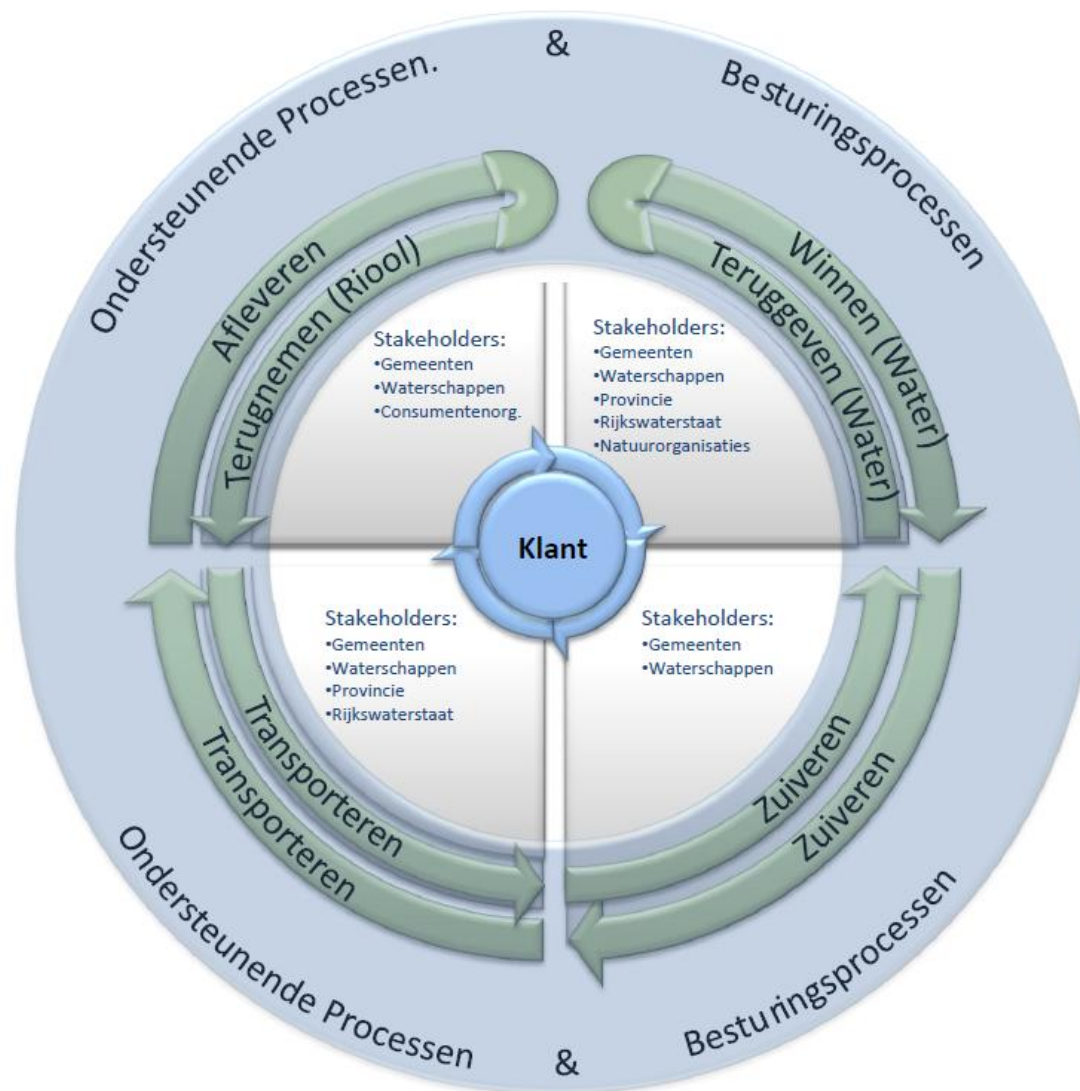 Ondersteunende Processen.
&
Besturingsprocessen
Afleveren
Terugnemen (Riool)
Winnen (Water)
Teruggeven (Water)
Stakeholders:
•Gemeenten
•Waterschappen
•Consumentenorg.
Stakeholders:
•Gemeenten
•Waterschappen
•Provincie
•Rijkswaterstaat
•Natuurorganisaties
Klant
Stakeholders:
•Gemeenten
•Waterschappen
•Provincie
•Rijkswaterstaat
Stakeholders:
•Gemeenten
•Waterschappen
Transporteren
Transporteren
Zuiveren
Zuiveren
Ondersteunende Processen
&
Besturingsprocessen